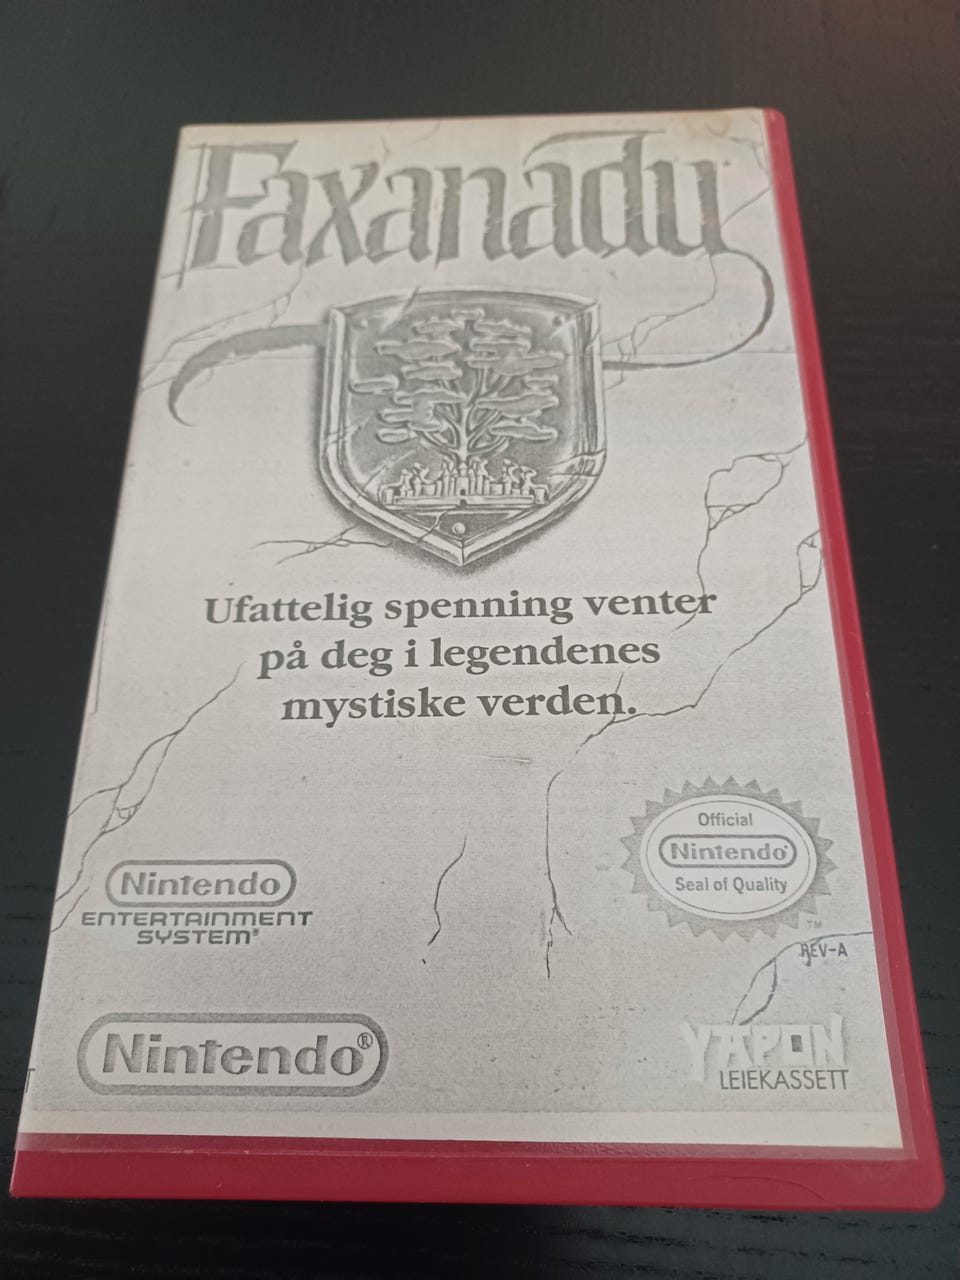 Faxanadu
Ufattelig spenning venter
på deg i legendenes
mystiske verden.
Official
Nintendo
Seal of Quality
TM
Nintendo
ENTERTAINMENT
SYSTEM®
REV-A
Nintendo®
YAPON
LEIEKASSETT